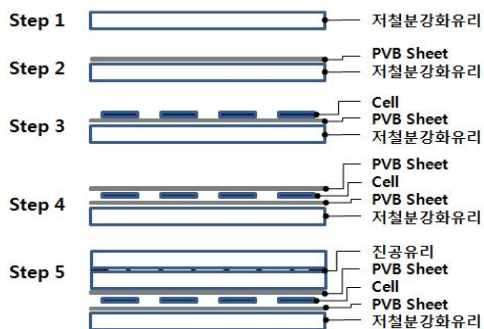 Step 1
저철분강화유리
Step 2
PVB Sheet
저철분강화유리
Step 3
Cell
PVB Sheet
저철분강화유리
Step 4
PVB Sheet
Cell
PVB Sheet
저철분강화유리
Step 5
진공유리
PVB Sheet
Cell
PVB Sheet
저철분강화유리